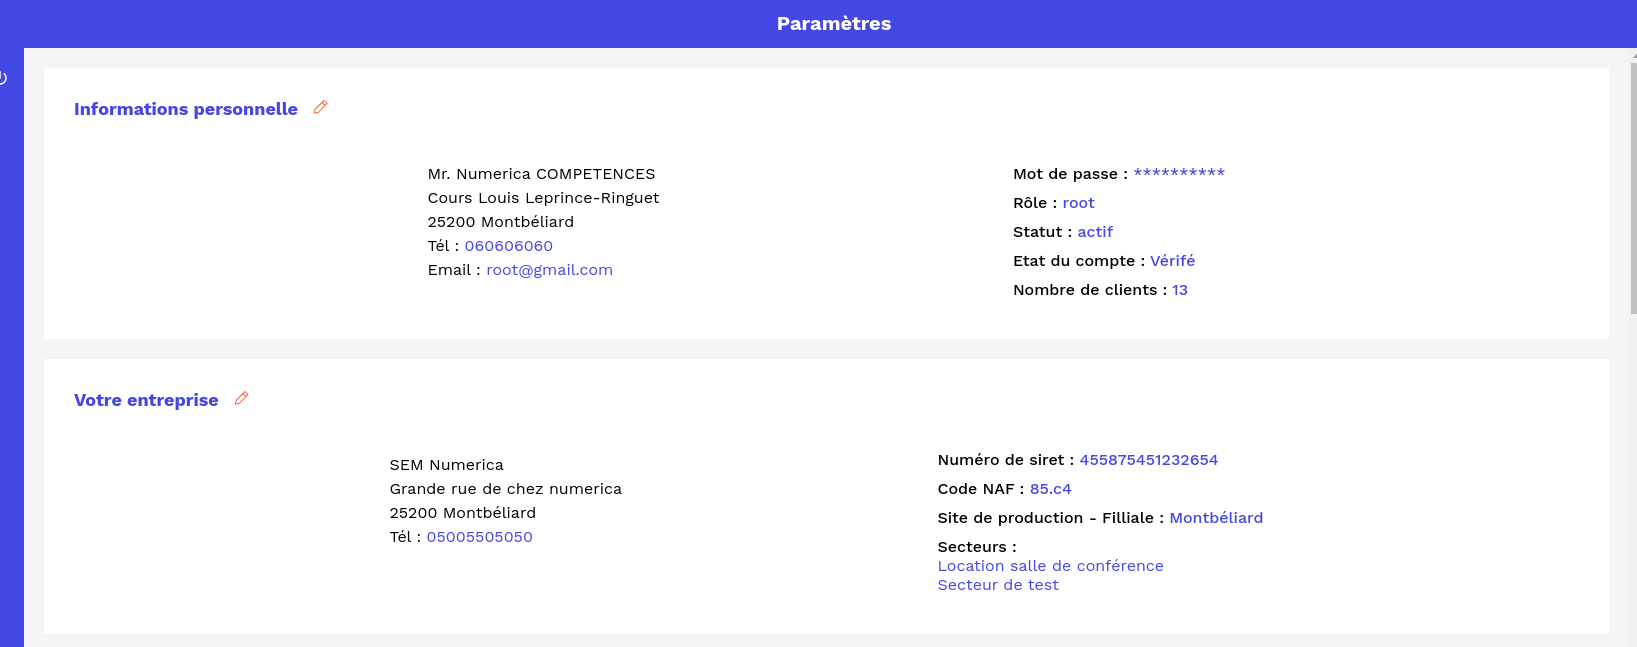 Paramètres
Informations personnelle
Mr. Numerica COMPETENCES
Cours Louis Leprince-Ringuet
25200 Montbéliard
Tél : 060606060
Email : root@gmail.com
Mot de passe : **********
Rôle : root
Statut : actif
Etat du compte : Vérifé
Nombre de clients : 13
Votre entreprise
SEM Numerica
Grande rue de chez numerica
25200 Montbéliard
Tél : 05005505050
Numéro de siret : 455875451232654
Code NAF : 85.c4
Site de production - Filliale : Montbéliard
Secteurs :
Location salle de conférence
Secteur de test